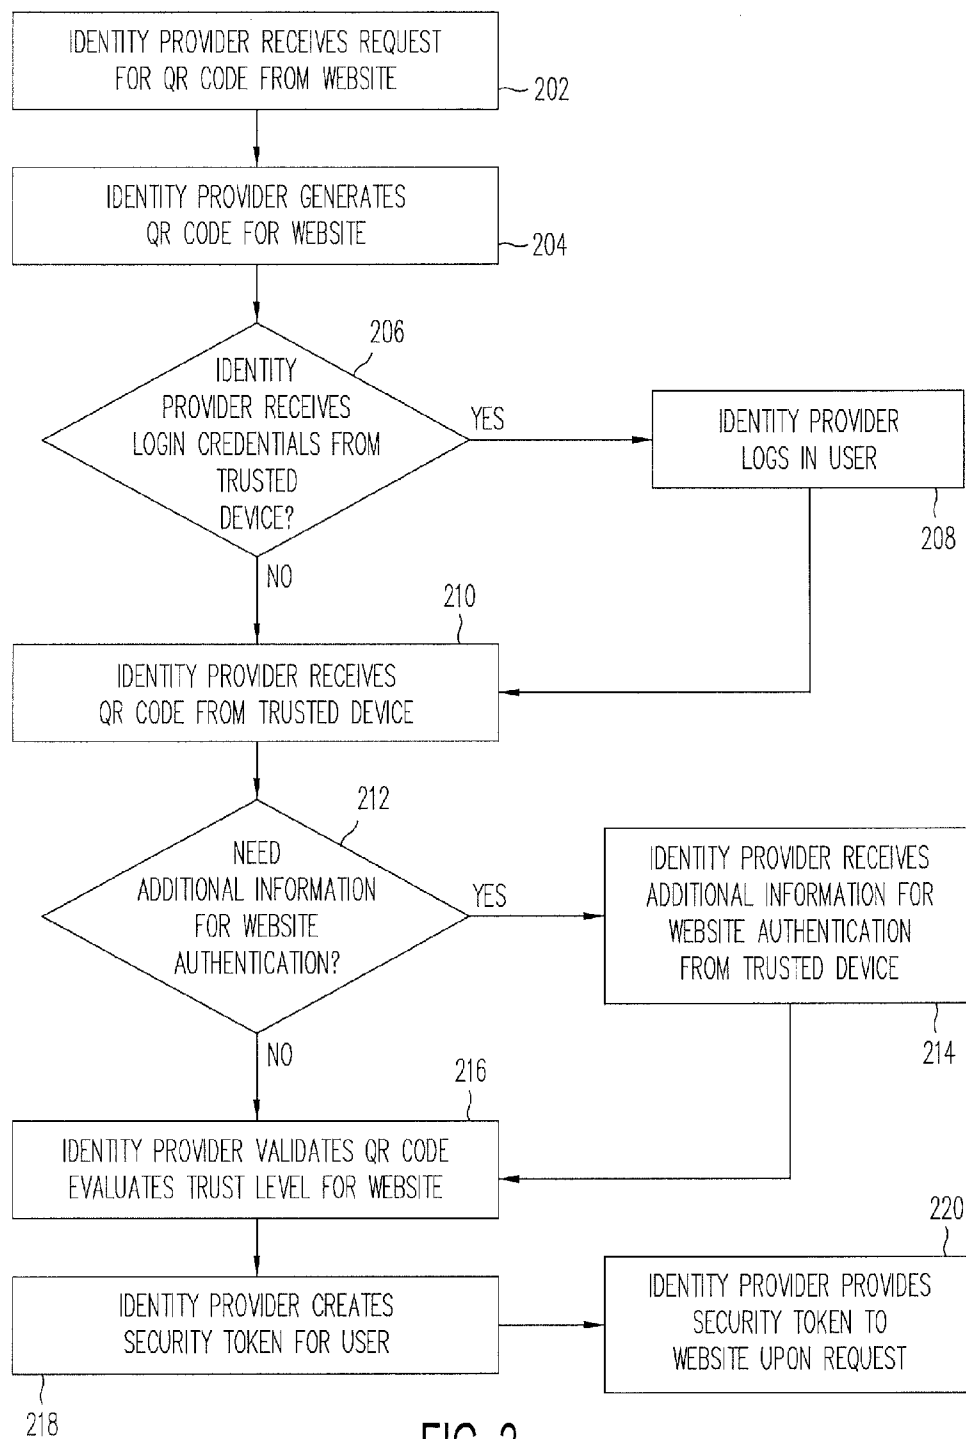 IDENTITY PROVIDER RECEIVES REQUEST
FOR QR CODE FROM WEBSITE
202
IDENTITY PROVIDER GENERATES
QR CODE FOR WEBSITE
204
206
IDENTITY
PROVIDER RECEIVES
LOGIN CREDENTIALS FROM
TRUSTED
DEVICE?
YES
IDENTITY PROVIDER
LOGS IN USER
208
NO
210
IDENTITY PROVIDER RECEIVES
QR CODE FROM TRUSTED DEVICE
212
NEED
ADDITIONAL INFORMATION
FOR WEBSITE
AUTHENTICATION?
YES
IDENTITY PROVIDER RECEIVES
ADDITIONAL INFORMATION FOR
WEBSITE AUTHENTICATION
FROM TRUSTED DEVICE
214
NO
216
IDENTITY PROVIDER VALIDATES QR CODE
EVALUATES TRUST LEVEL FOR WEBSITE
220
IDENTITY PROVIDER CREATES
SECURITY TOKEN FOR USER
218
IDENTITY PROVIDER PROVIDES
SECURITY TOKEN TO
WEBSITE UPON REQUEST
FIG.